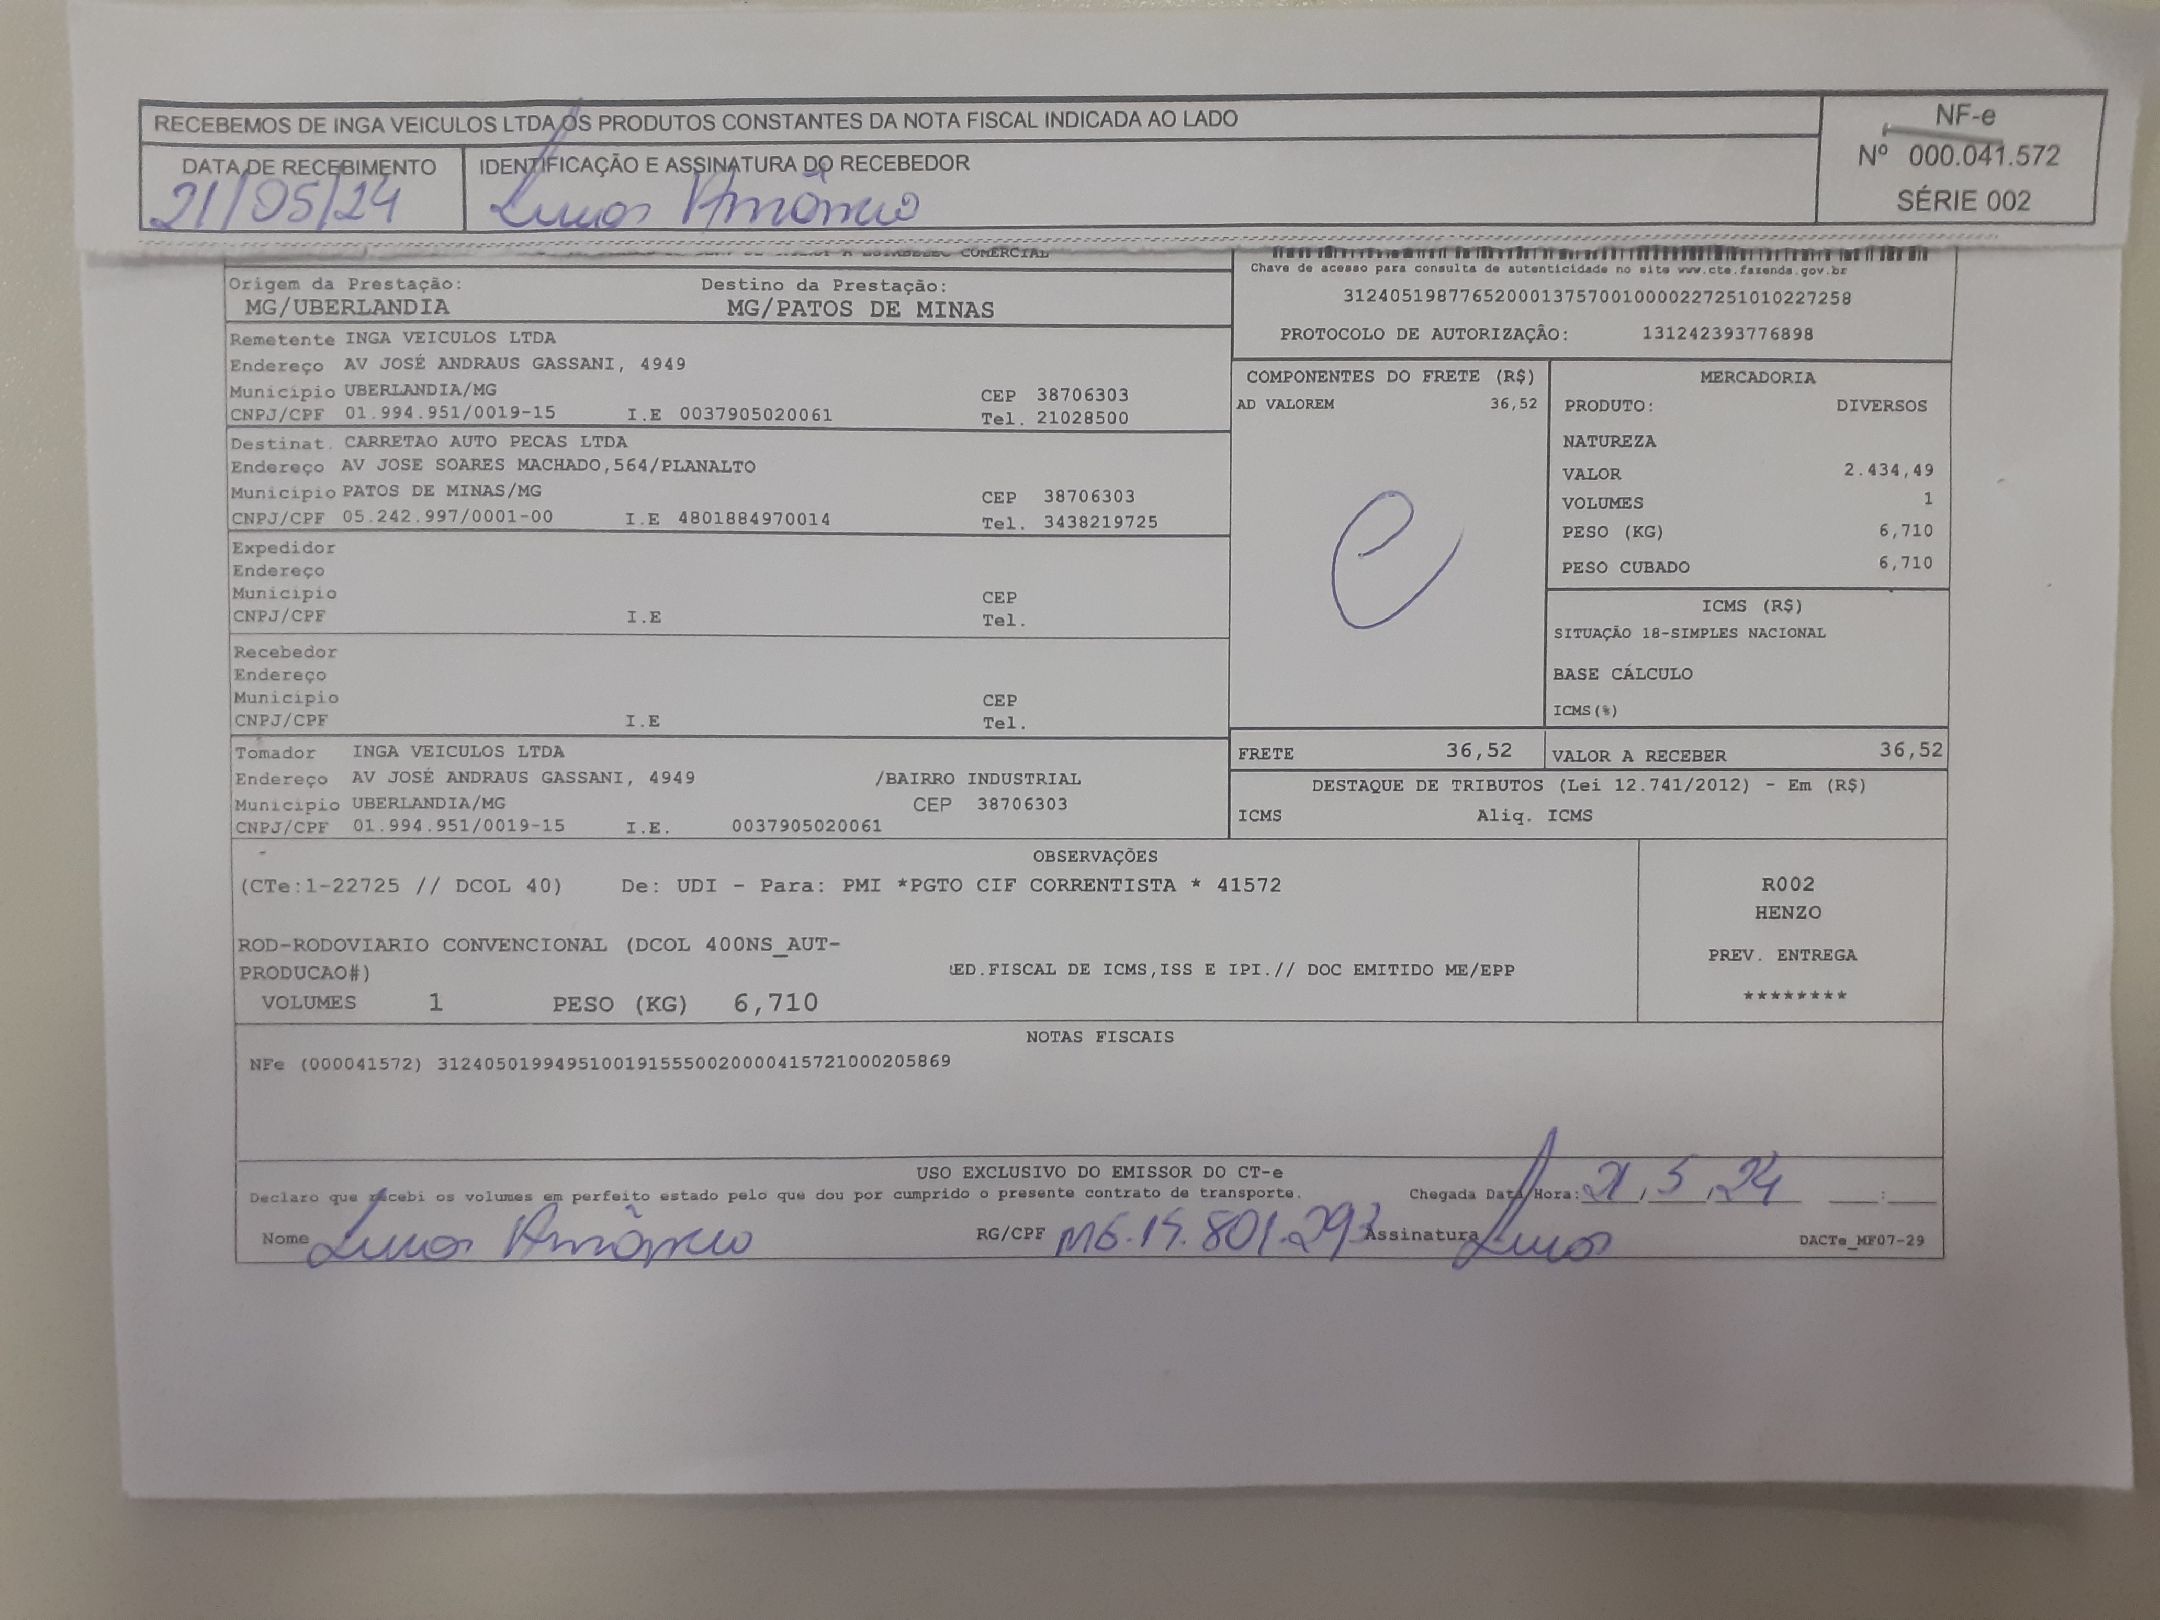 RECEBEMOS DE INGA VEICULOS LTDA OS PRODUTOS CONSTANTES DA NOTA FISCAL INDICADA AO LADO
NF-e
Nº 000.041.572
SÉRIE 002
DATA DE RECEBIMENTO
21/05/24
IDENTIFICAÇÃO E ASSINATURA DO RECEBEDOR
Lucas Amâncio
COMERCIAL
Origem da Prestação:
MG/UBERLANDIA
Destino da Prestação:
MG/PATOS DE MINAS
Chave de acesso para consulta de autenticidade no site www.cte.fazenda.gov.br
31240519877652000137570010000227251010227258
PROTOCOLO DE AUTORIZAÇÃO: 131242393776898
Remetente INGA VEICULOS LTDA
Endereço AV JOSÉ ANDRAUS GASSANI, 4949
Municipio UBERLANDIA/MG CEP 38706303
CNPJ/CPF 01.994.951/0019-15 I.E 0037905020061 Tel. 21028500
Destinat. CARRETAO AUTO PECAS LTDA
Endereço AV JOSE SOARES MACHADO,564/PLANALTO
Municipio PATOS DE MINAS/MG CEP 38706303
CNPJ/CPF 05.242.997/0001-00 I.E 4801884970014 Tel. 3438219725
Expedidor
Endereço
Municipio CEP
CNPJ/CPF I.E Tel.
Recebedor
Endereço
Municipio CEP
CNPJ/CPF I.E Tel.
Tomador INGA VEICULOS LTDA
Endereço AV JOSÉ ANDRAUS GASSANI, 4949 /BAIRRO INDUSTRIAL
Municipio UBERLANDIA/MG CEP 38706303
CNPJ/CPF 01.994.951/0019-15 I.E. 0037905020061
COMPONENTES DO FRETE (R$)
AD VALOREM 36,52
MERCADORIA
PRODUTO: DIVERSOS
NATUREZA
VALOR 2.434,49
VOLUMES 1
PESO (KG) 6,710
PESO CUBADO 6,710
ICMS (R$)
SITUAÇÃO 18-SIMPLES NACIONAL
BASE CÁLCULO
ICMS(%)
FRETE 36,52
VALOR A RECEBER 36,52
DESTAQUE DE TRIBUTOS (Lei 12.741/2012) - Em (R$)
ICMS Aliq. ICMS
OBSERVAÇÕES
(CTe:1-22725 // DCOL 40) De: UDI - Para: PMI *PGTO CIF CORRENTISTA * 41572
ROD-RODOVIARIO CONVENCIONAL (DCOL 400NS_AUT-
PRODUCAO#)
ED.FISCAL DE ICMS,ISS E IPI.// DOC EMITIDO ME/EPP
VOLUMES 1 PESO (KG) 6,710
R002
HENZO
PREV. ENTREGA
********
NOTAS FISCAIS
NFe (000041572) 31240501994951001915550020000415721000205869
USO EXCLUSIVO DO EMISSOR DO CT-e
Declaro que recebi os volumes em perfeito estado pelo que dou por cumprido o presente contrato de transporte.
Chegada Data/Hora: 21/5/24 :
Nome Lucas Amâncio
RG/CPF MG.19.801.293
Assinatura Lucas
DACTe_MF07-29